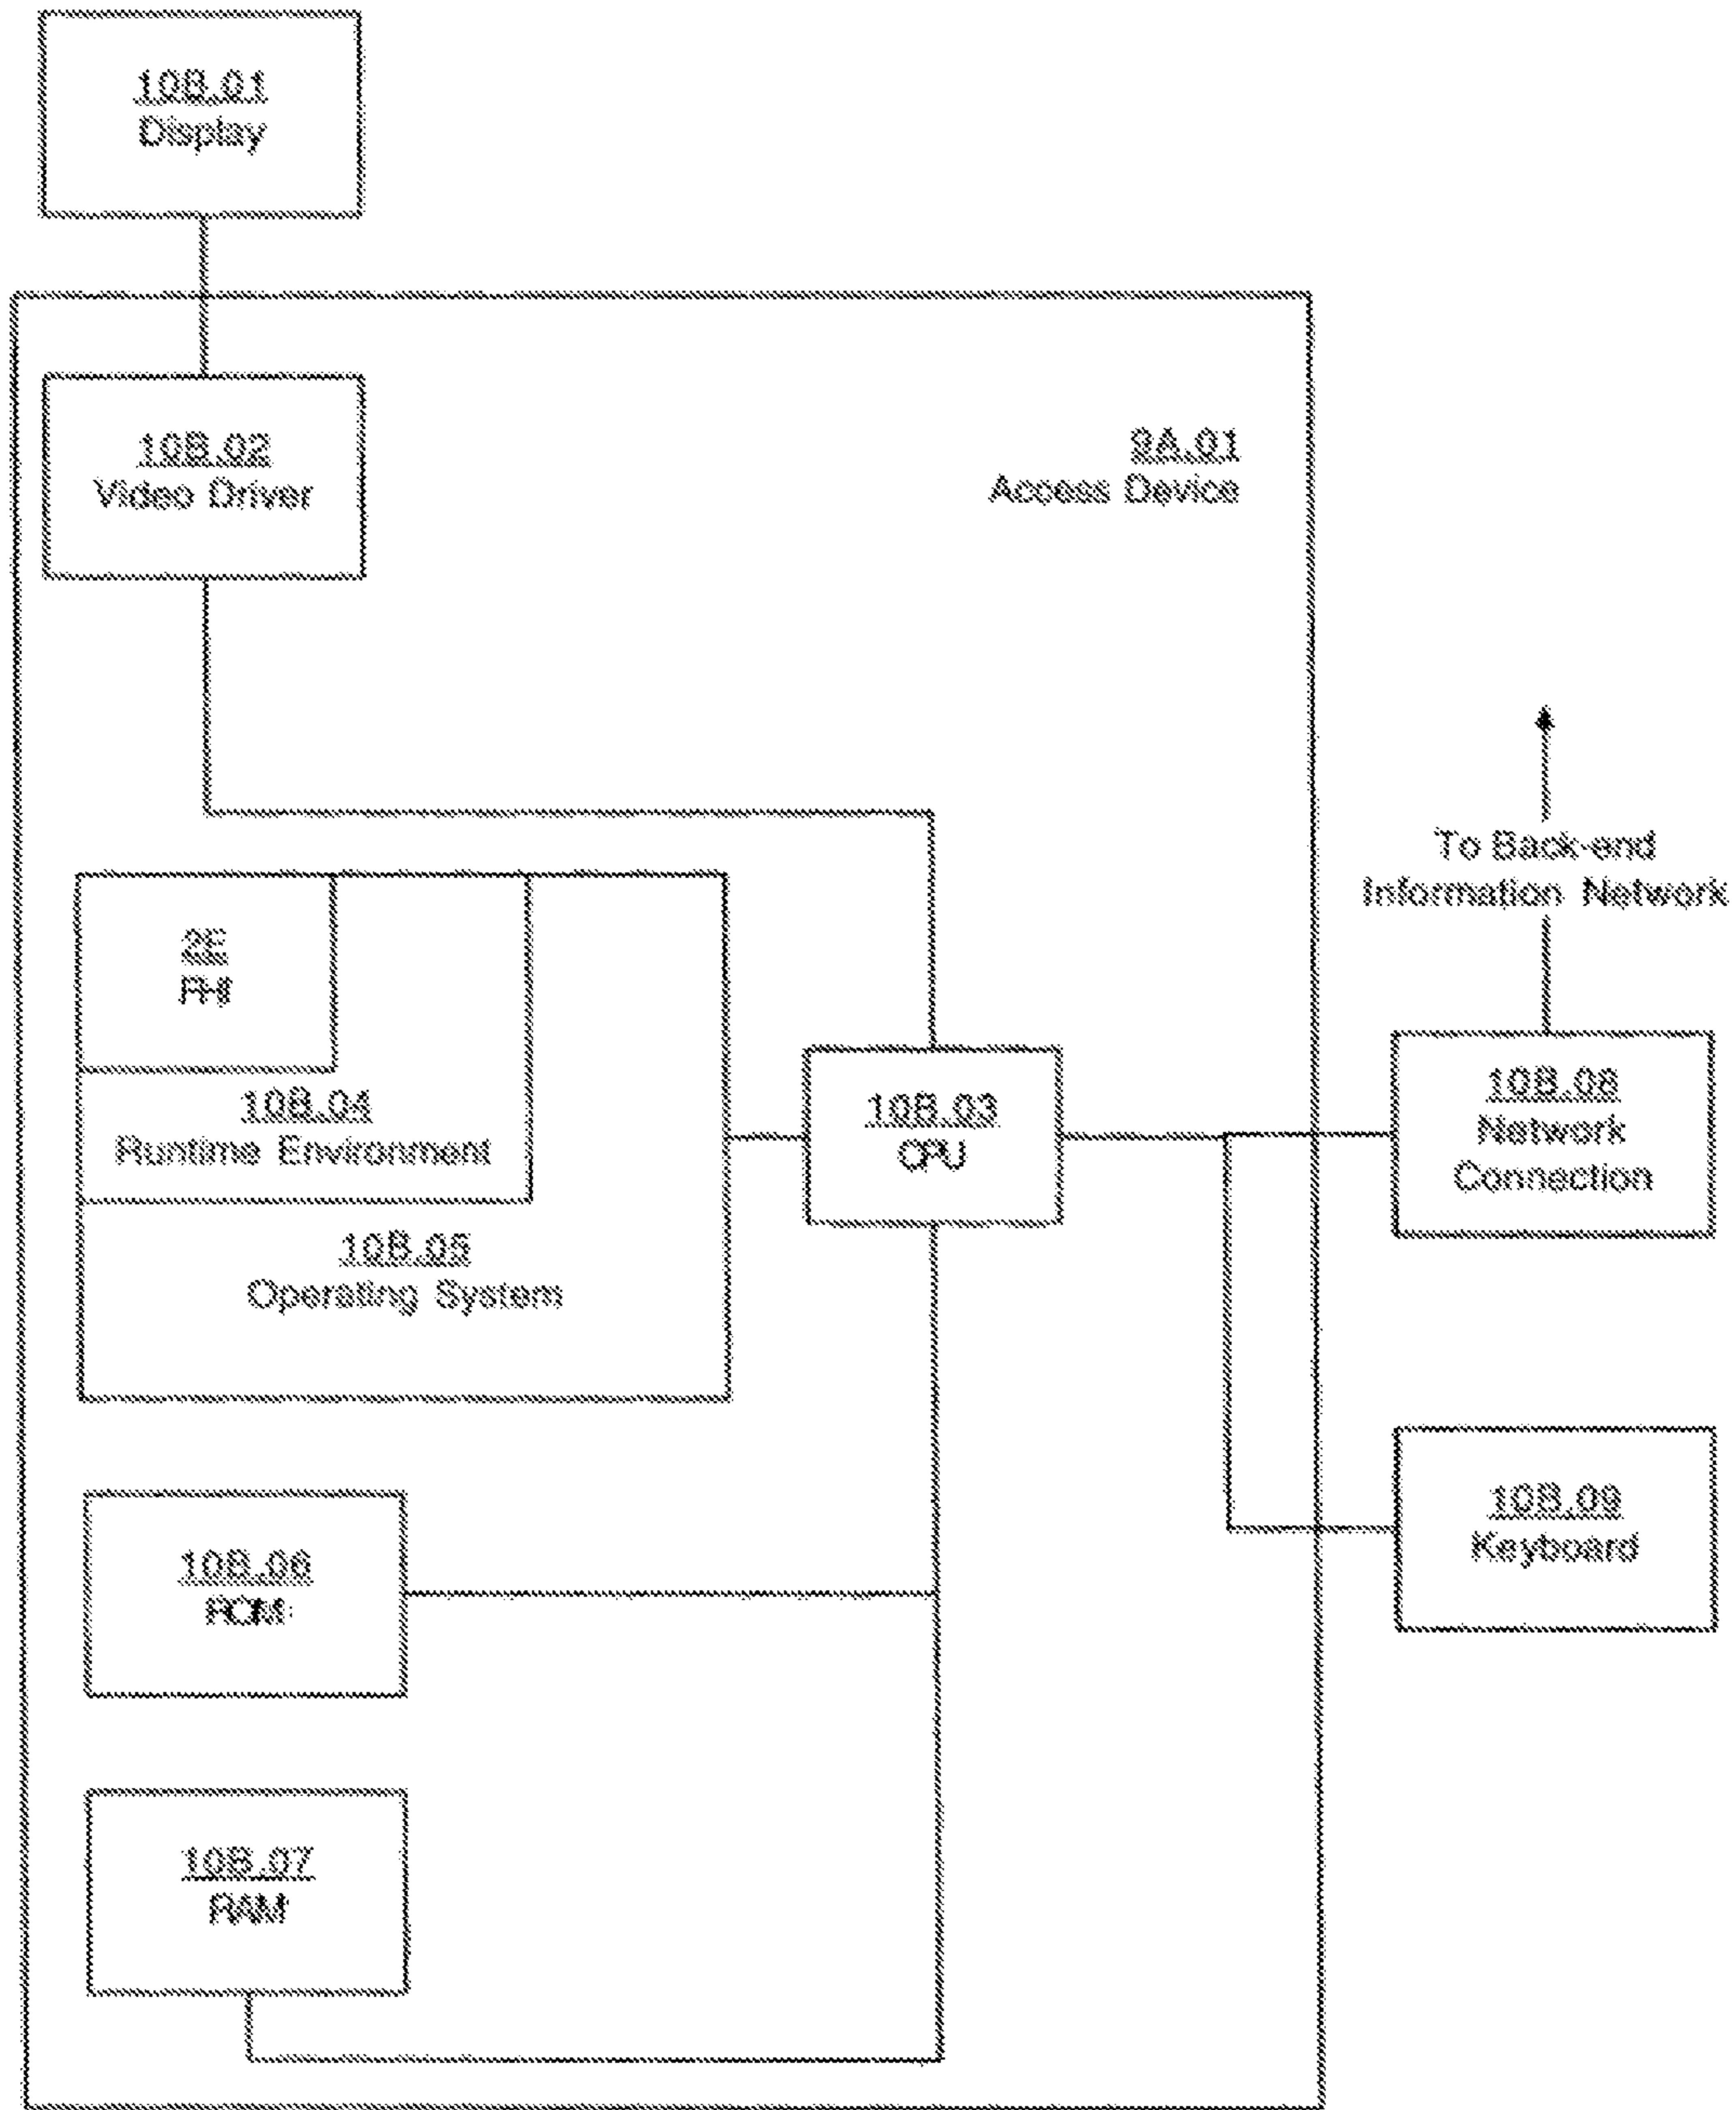 10B.01
Display
10B.02
Video Driver
9A.01
Access Device
To Back-end
Information Network
2E
10B.04
Runtime Environment
10B.05
Operating System
10B.03
CPU
10B.08
Network
Connection
10B.09
Keyboard
10B.06
ROM
10B.07
RAM